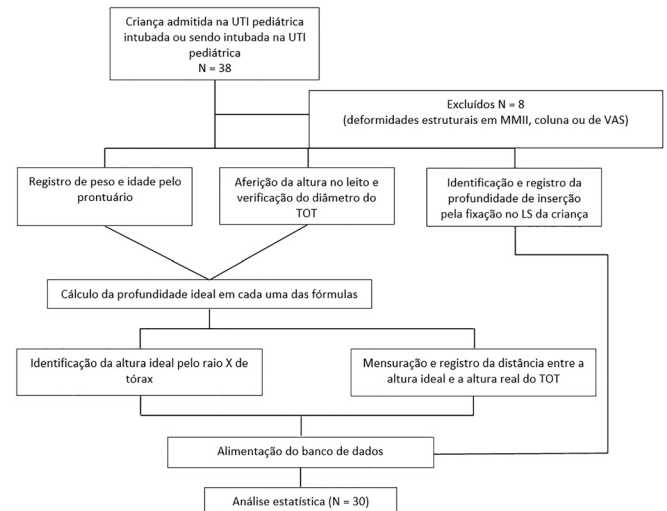 Criança admitida na UTI pediátrica
intubada ou sendo intubada na UTI
pediátrica
N = 38
Excluídos N = 8
(deformidades estruturais em MMII, coluna ou de VAS)
Registro de peso e idade pelo
prontuário
Aferição da altura no leito e
verificação do diâmetro do
TOT
Identificação e registro da
profundidade de inserção
pela fixação no LS da criança
Cálculo da profundidade ideal em cada uma das fórmulas
Identificação da altura ideal pelo raio X de
tórax
Mensuração e registro da distância entre a
altura ideal e a altura real do TOT
Alimentação do banco de dados
Análise estatística (N = 30)